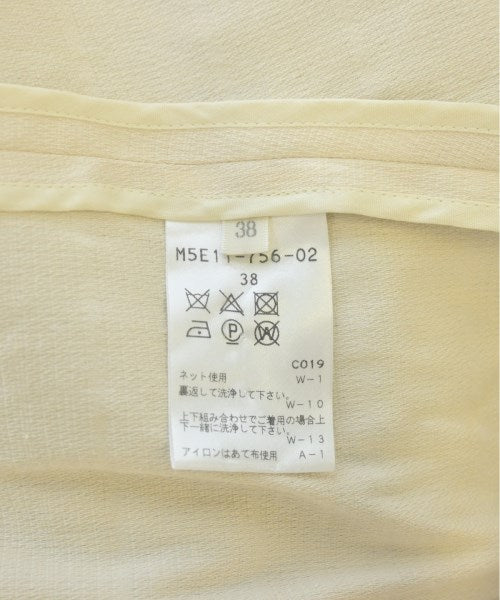 38
M5E11-756-02
38
P W
C019
ネット使用 W-1
裏返して洗浄して下さい。
W-10
上下組み合わせでご着用の場合上
下一緒に洗浄して下さい。
W-13
アイロンはあて布使用 A-1